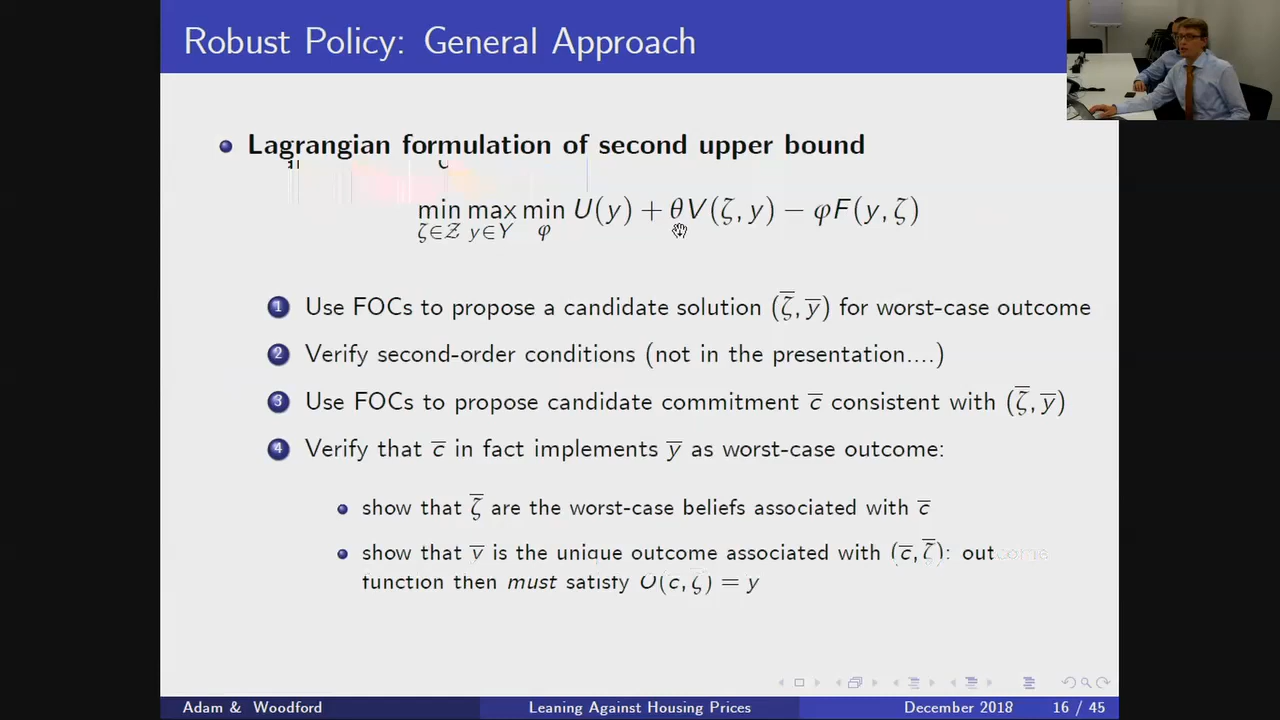 Robust Policy: General Approach
Lagrangian formulation of second upper bound
min max min U(y) + θV(ζ, y) − φF(y, ζ)
ζ∈Z y∈Y φ
1 Use FOCs to propose a candidate solution (ζ̅, y̅) for worst-case outcome
2 Verify second-order conditions (not in the presentation....)
3 Use FOCs to propose candidate commitment c̅ consistent with (ζ̅, y̅)
4 Verify that c̅ in fact implements y̅ as worst-case outcome:
show that ζ̅ are the worst-case beliefs associated with c̅
show that y̅ is the unique outcome associated with (c̅, ζ̅): outcome
function then must satisfy O(c, ζ) = y
Adam & Woodford Leaning Against Housing Prices December 2018 16 / 45